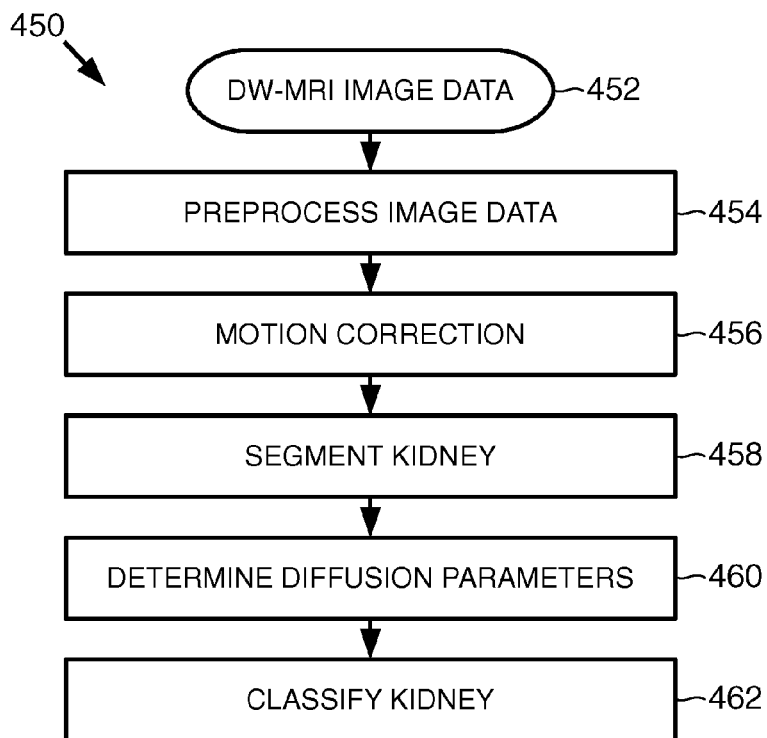 450
DW-MRI IMAGE DATA 452
PREPROCESS IMAGE DATA 454
MOTION CORRECTION 456
SEGMENT KIDNEY 458
DETERMINE DIFFUSION PARAMETERS 460
CLASSIFY KIDNEY 462